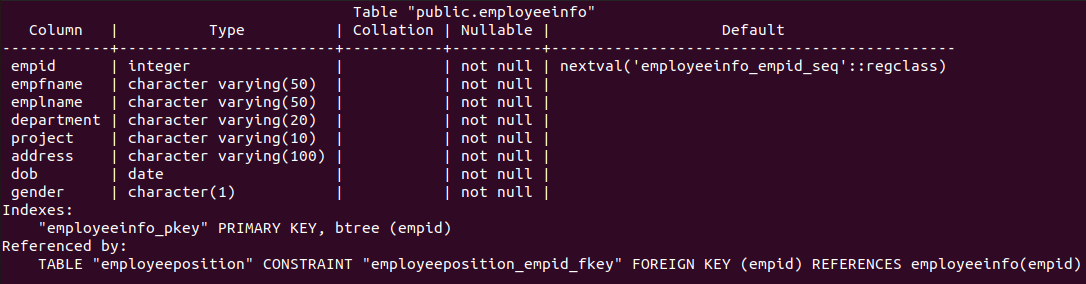 Table "public.employeeinfo"
   Column   |          Type          | Collation | Nullable |                   Default
------------+------------------------+-----------+----------+---------------------------------------------
 empid      | integer                |           | not null | nextval('employeeinfo_empid_seq'::regclass)
 empfname   | character varying(50)  |           | not null |
 emplname   | character varying(50)  |           | not null |
 department | character varying(20)  |           | not null |
 project    | character varying(10)  |           | not null |
 address    | character varying(100) |           | not null |
 dob        | date                   |           | not null |
 gender     | character(1)           |           | not null |
Indexes:
    "employeeinfo_pkey" PRIMARY KEY, btree (empid)
Referenced by:
    TABLE "employeeposition" CONSTRAINT "employeeposition_empid_fkey" FOREIGN KEY (empid) REFERENCES employeeinfo(empid)